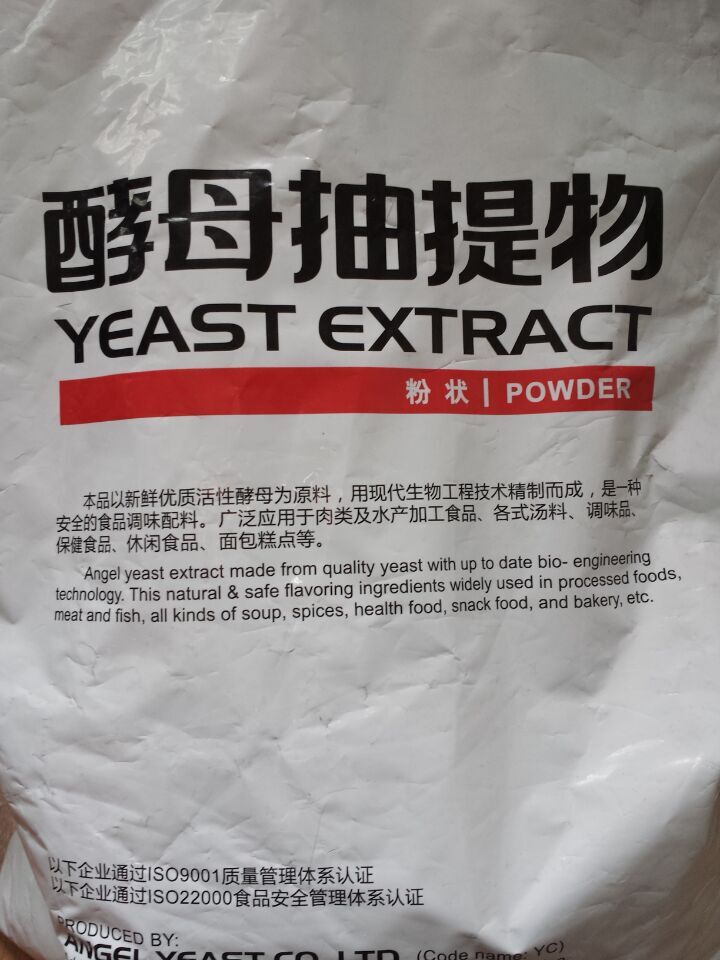 酵母抽提物
YEAST EXTRACT
粉状 | POWDER
本品以新鲜优质活性酵母为原料，用现代生物工程技术精制而成，是一种
安全的食品调味配料。广泛应用于肉类及水产加工食品、各式汤料、调味品、
保健食品、休闲食品、面包糕点等。
Angel yeast extract made from quality yeast with up to date bio- engineering
technology. This natural & safe flavoring ingredients widely used in processed foods,
meat and fish, all kinds of soup, spices, health food, snack food, and bakery, etc.
以下企业通过ISO9001质量管理体系认证
以下企业通过ISO22000食品安全管理体系认证
PRODUCED BY:
ANGEL YEAST CO., LTD. (Code name: YC)